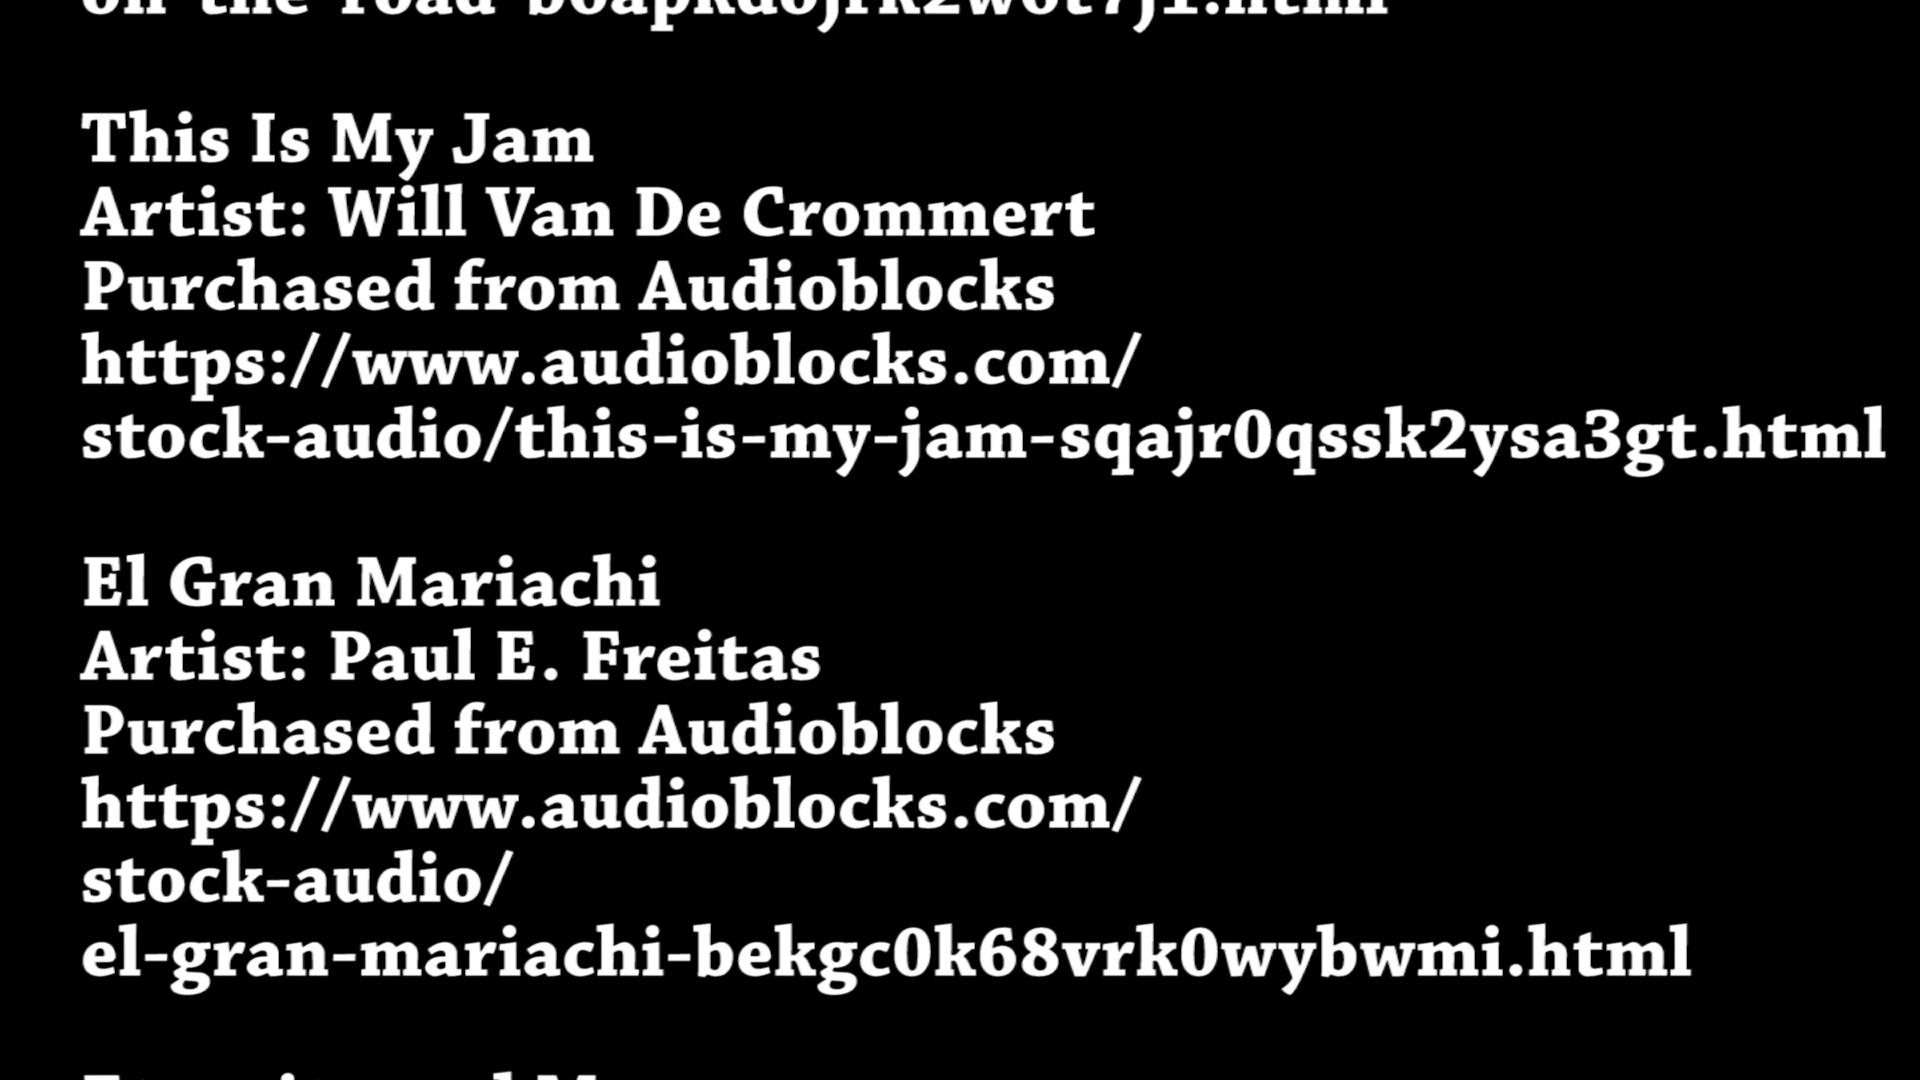 This Is My Jam
Artist: Will Van De Crommert
Purchased from Audioblocks
https://www.audioblocks.com/
stock-audio/this-is-my-jam-sqajr0qssk2ysa3gt.html
El Gran Mariachi
Artist: Paul E. Freitas
Purchased from Audioblocks
https://www.audioblocks.com/
stock-audio/
el-gran-mariachi-bekgc0k68vrk0wybwmi.html